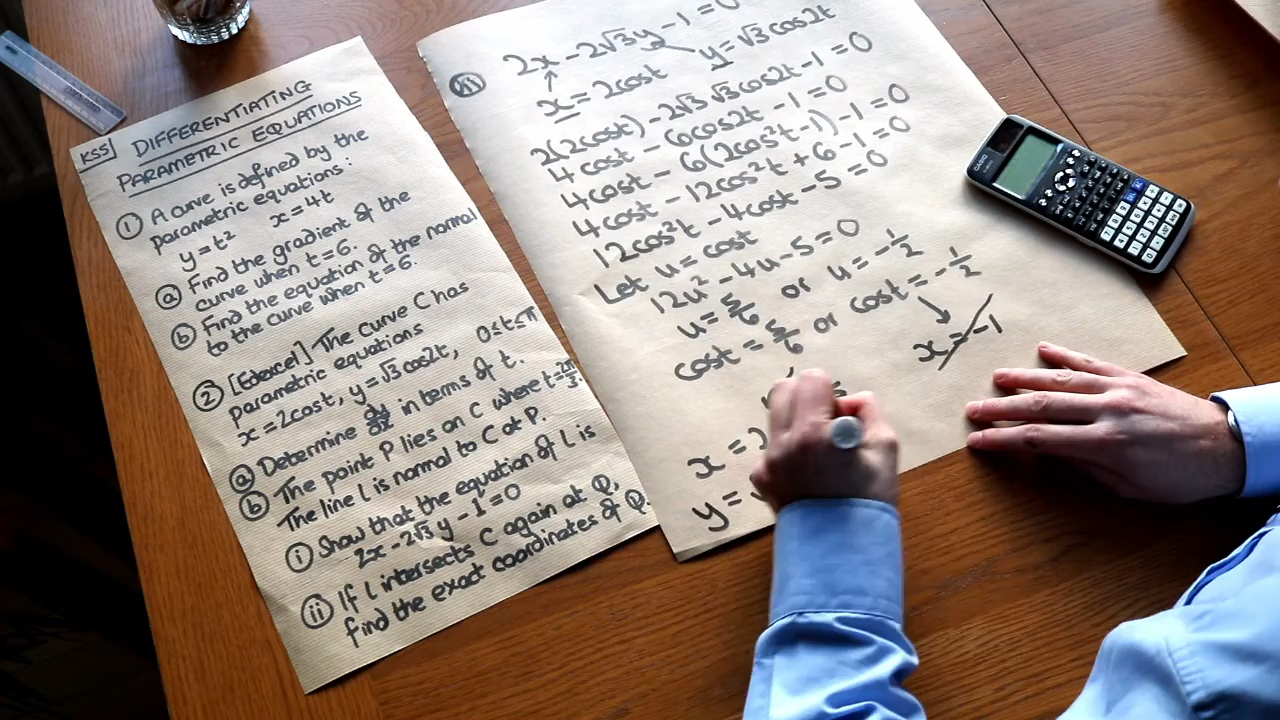 KS5
DIFFERENTIATING
PARAMETRIC EQUATIONS
① A curve is defined by the
parametric equations:
y = t² x = 4t
ⓐ Find the gradient of the
curve when t = 6.
ⓑ Find the equation of the normal
to the curve when t = 6.
② [Edexcel] The curve C has
parametric equations
x = 2cost, y = √3 cos2t, 0 ≤ t ≤ π
ⓐ Determine dy/dx in terms of t.
ⓑ The point P lies on C where t = 2π/3.
The line l is normal to C at P.
ⓘ Show that the equation of l is
2x - 2√3 y - 1 = 0
ⓘⓘ If l intersects C again at Q,
find the exact coordinates of Q.
2x - 2√3y - 1 = 0
x = 2cost y = √3 cos2t
2(2cost) - 2√3 √3 cos2t - 1 = 0
4cost - 6cos2t - 1 = 0
4cost - 6(2cos²t - 1) - 1 = 0
4cost - 12cos²t + 6 - 1 = 0
12cos²t - 4cost - 5 = 0
Let u = cost
12u² - 4u - 5 = 0
u = 5/6 or u = -1/2
cost = 5/6 or cost = -1/2
x = -1
x = 2
y =
CASIO